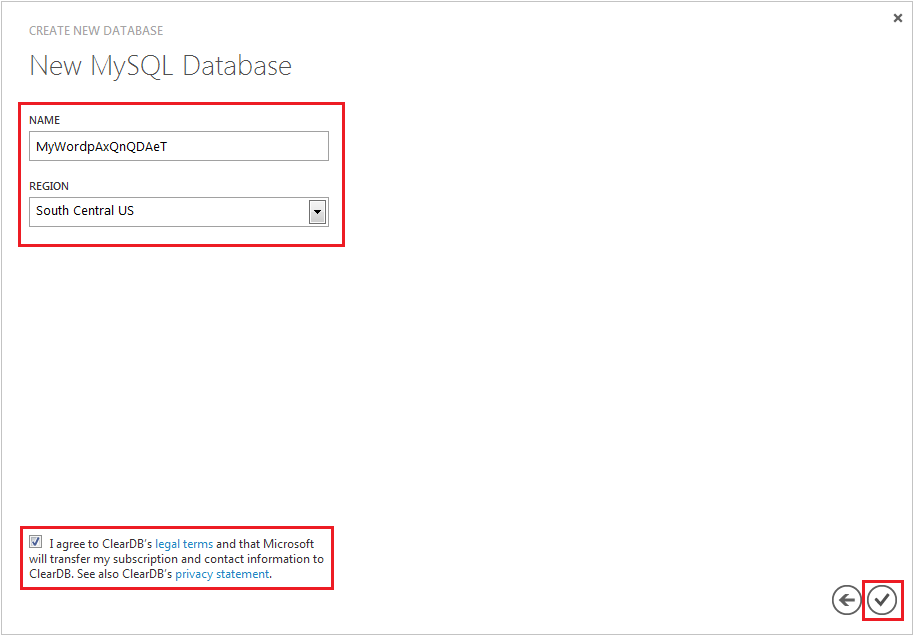 CREATE NEW DATABASE
New MySQL Database
NAME
MyWordpAxQnQDAeT
REGION
South Central US
I agree to ClearDB's legal terms and that Microsoft
will transfer my subscription and contact information to
ClearDB. See also ClearDB's privacy statement.